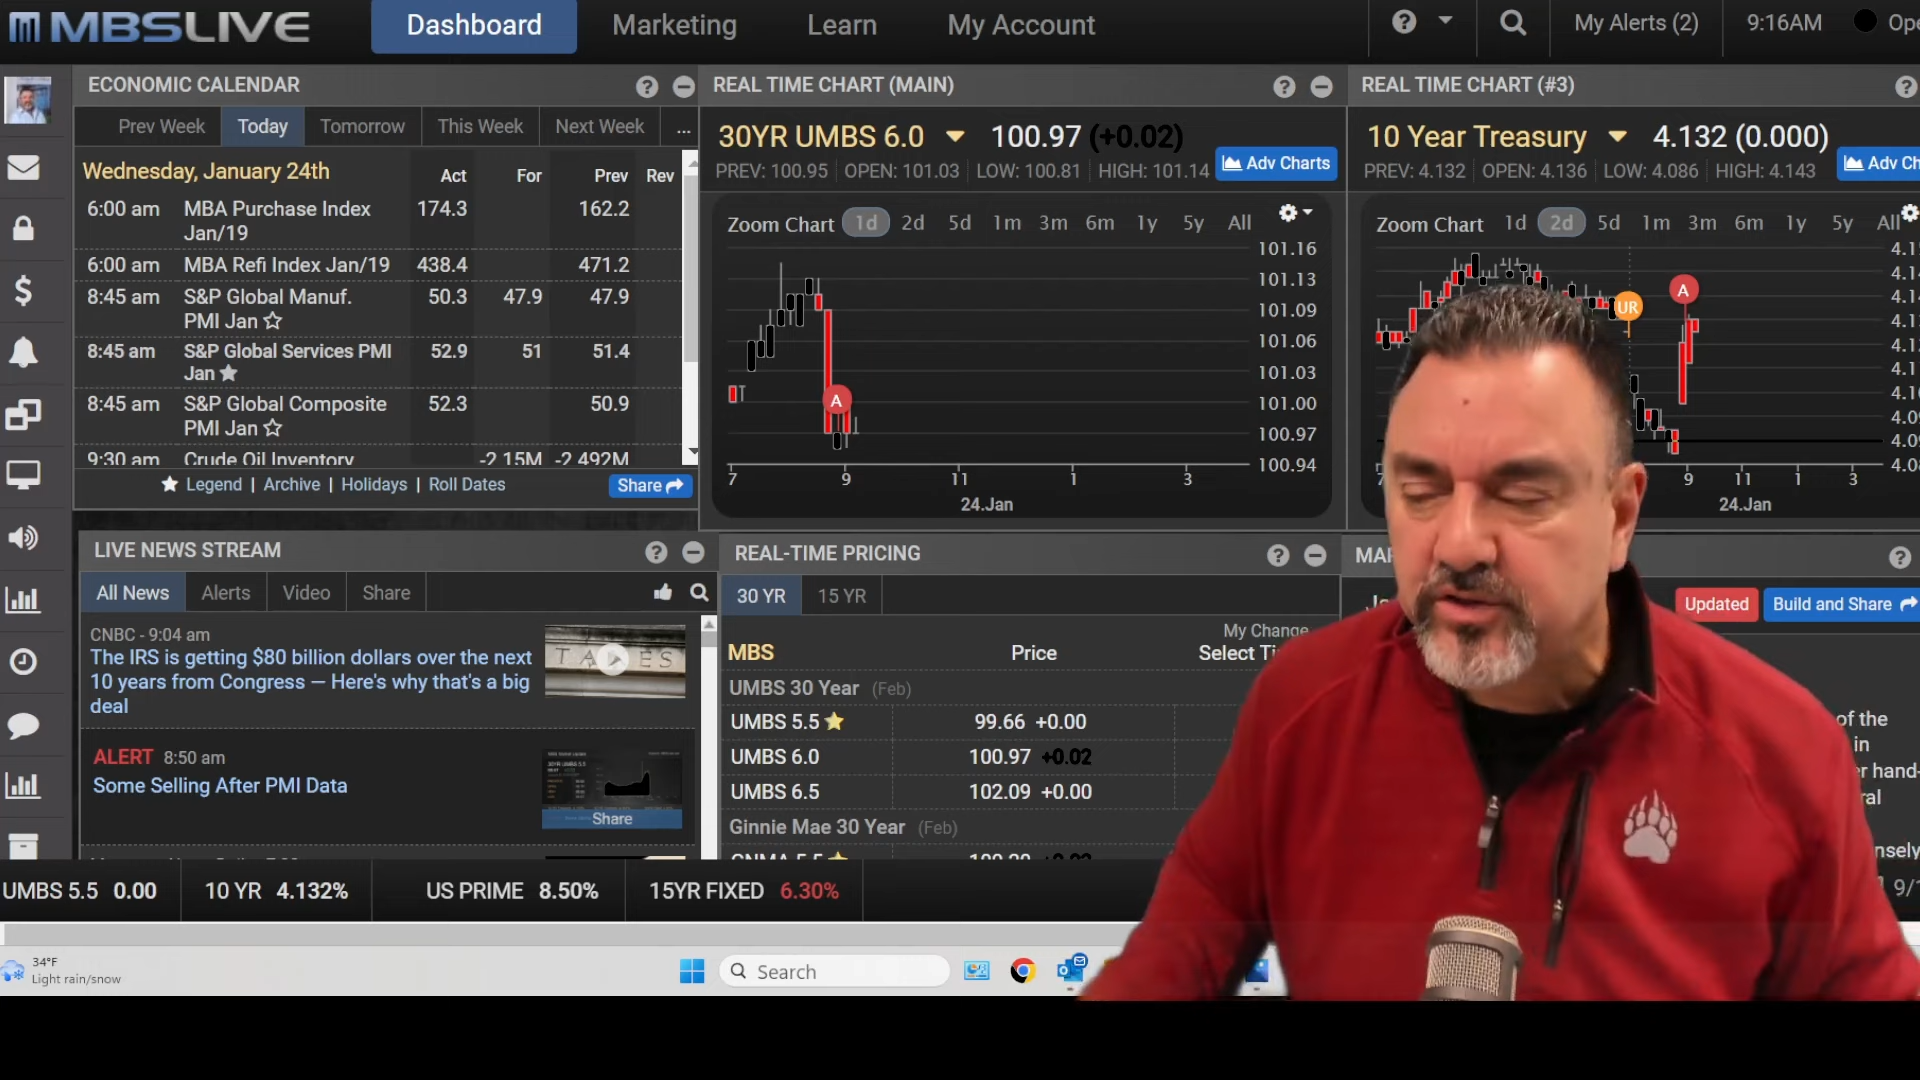 MBSLIVE
Dashboard
Marketing
Learn
My Account
My Alerts (2)
9:16AM
ECONOMIC CALENDAR
Prev Week Today Tomorrow This Week Next Week ...
Wednesday, January 24th Act For Prev Rev
6:00 am MBA Purchase Index 174.3 162.2
Jan/19
6:00 am MBA Refi Index Jan/19 438.4 471.2
8:45 am S&P Global Manuf. 50.3 47.9 47.9
PMI Jan
8:45 am S&P Global Services PMI 52.9 51 51.4
Jan
8:45 am S&P Global Composite 52.3 50.9
PMI Jan
9:30 am Crude Oil Inventory -2.15M -2.492M
Legend | Archive | Holidays | Roll Dates Share
REAL TIME CHART (MAIN)
30YR UMBS 6.0 100.97 (+0.02)
PREV: 100.95 OPEN: 101.03 LOW: 100.81 HIGH: 101.14 Adv Charts
Zoom Chart 1d 2d 5d 1m 3m 6m 1y 5y All
101.16
101.13
101.09
101.06
101.03
A 101.00
100.97
100.94
7 9 11 1 3
24.Jan
REAL TIME CHART (#3)
10 Year Treasury 4.132 (0.000)
PREV: 4.132 OPEN: 4.136 LOW: 4.086 HIGH: 4.143 Adv
Zoom Chart 1d 2d 5d 1m 3m 6m 1y 5y All
UR A
9 11 1 3
24.Jan
LIVE NEWS STREAM
All News Alerts Video Share
CNBC - 9:04 am
The IRS is getting $80 billion dollars over the next
10 years from Congress — Here's why that's a big
deal
TAXES
ALERT 8:50 am
Some Selling After PMI Data
Share
REAL-TIME PRICING
30 YR 15 YR
My Change
MBS Price Select
UMBS 30 Year (Feb)
UMBS 5.5 99.66 +0.00
UMBS 6.0 100.97 +0.02
UMBS 6.5 102.09 +0.00
Ginnie Mae 30 Year (Feb)
Updated Build and Share
of the
in
hand-
UMBS 5.5 0.00 10 YR 4.132% US PRIME 8.50% 15YR FIXED 6.30%
34°F
Light rain/snow
Search